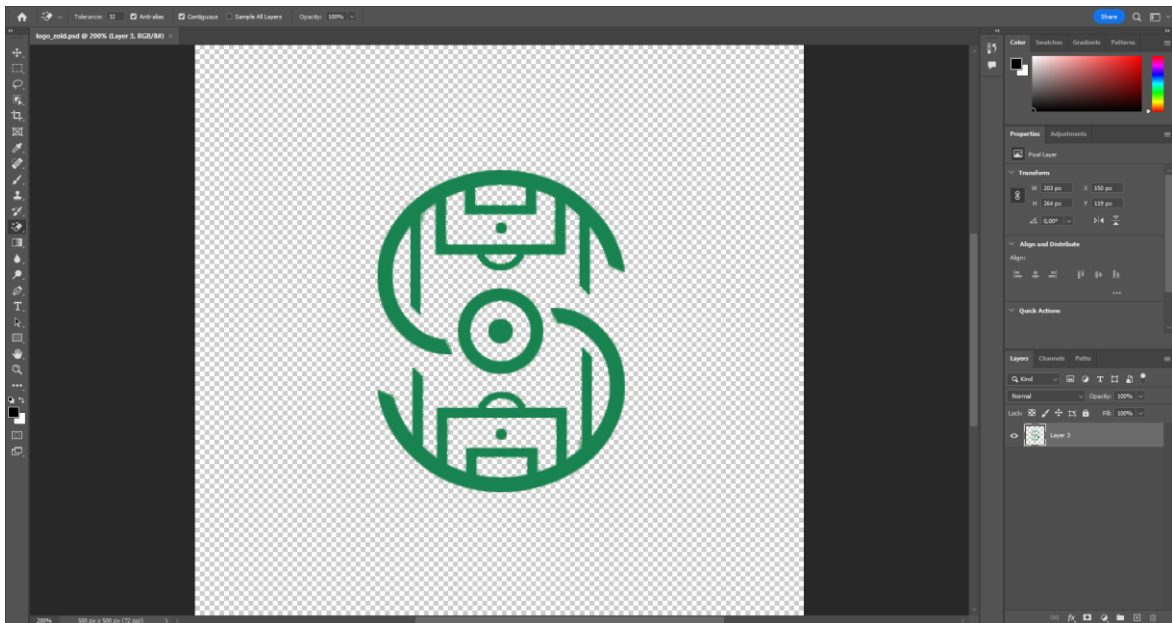 Tolerance: 32 Anti-alias Contiguous Sample All Layers Opacity: 100% Share
logo_zold.psd @ 200% (Layer 3, RGB/8#) ×
Color Swatches Gradients Patterns
Properties Adjustments
Pixel Layer
Transform
W 203 px X 150 px
H 264 px Y 119 px
0,00°
Align and Distribute
Align:
Quick Actions
Layers Channels Paths
Kind
Normal Opacity: 100%
Lock: Fill: 100%
Layer 3
200% 500 px x 500 px (72 ppi)